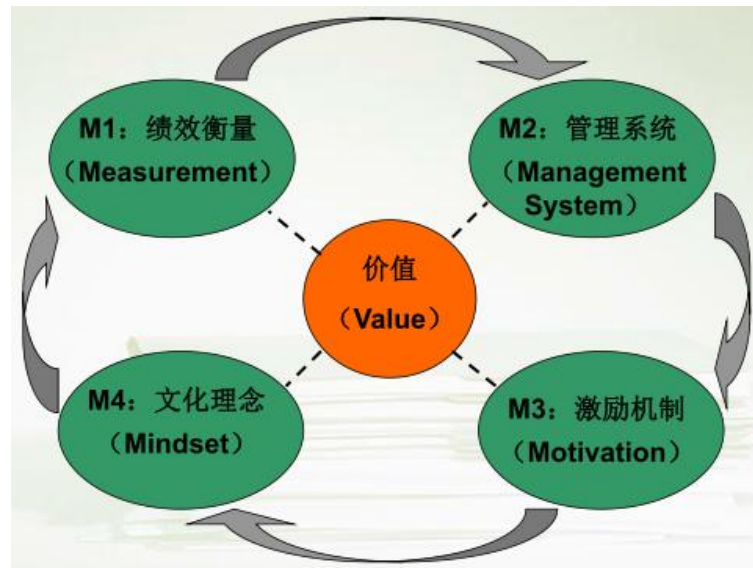 M1：绩效衡量
（Measurement）
M2：管理系统
（Management
System）
价值
（Value）
M4：文化理念
（Mindset）
M3：激励机制
（Motivation）